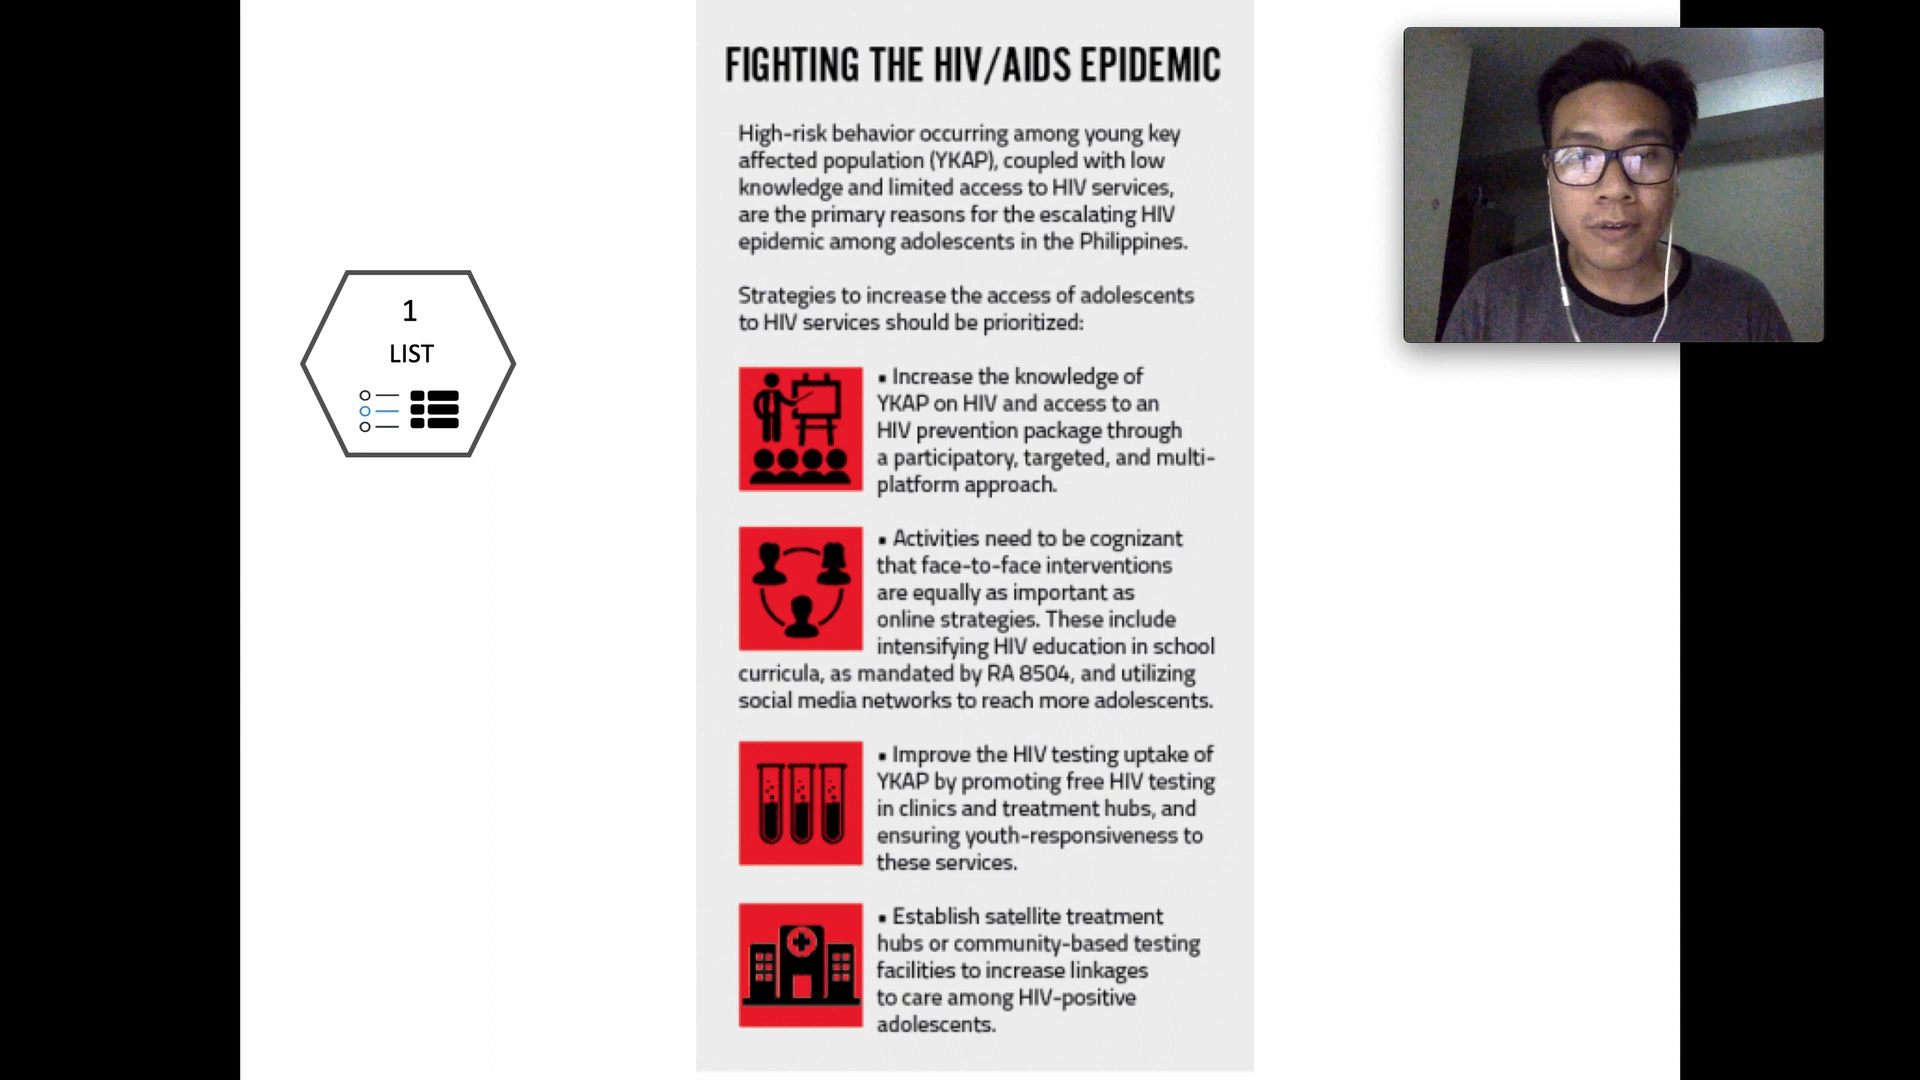 FIGHTING THE HIV/AIDS EPIDEMIC
High-risk behavior occurring among young key
affected population (YKAP), coupled with low
knowledge and limited access to HIV services,
are the primary reasons for the escalating HIV
epidemic among adolescents in the Philippines.
Strategies to increase the access of adolescents
to HIV services should be prioritized:
1
LIST
▪ Increase the knowledge of
YKAP on HIV and access to an
HIV prevention package through
a participatory, targeted, and multi-
platform approach.
▪ Activities need to be cognizant
that face-to-face interventions
are equally as important as
online strategies. These include
intensifying HIV education in school
curricula, as mandated by RA 8504, and utilizing
social media networks to reach more adolescents.
▪ Improve the HIV testing uptake of
YKAP by promoting free HIV testing
in clinics and treatment hubs, and
ensuring youth-responsiveness to
these services.
▪ Establish satellite treatment
hubs or community-based testing
facilities to increase linkages
to care among HIV-positive
adolescents.